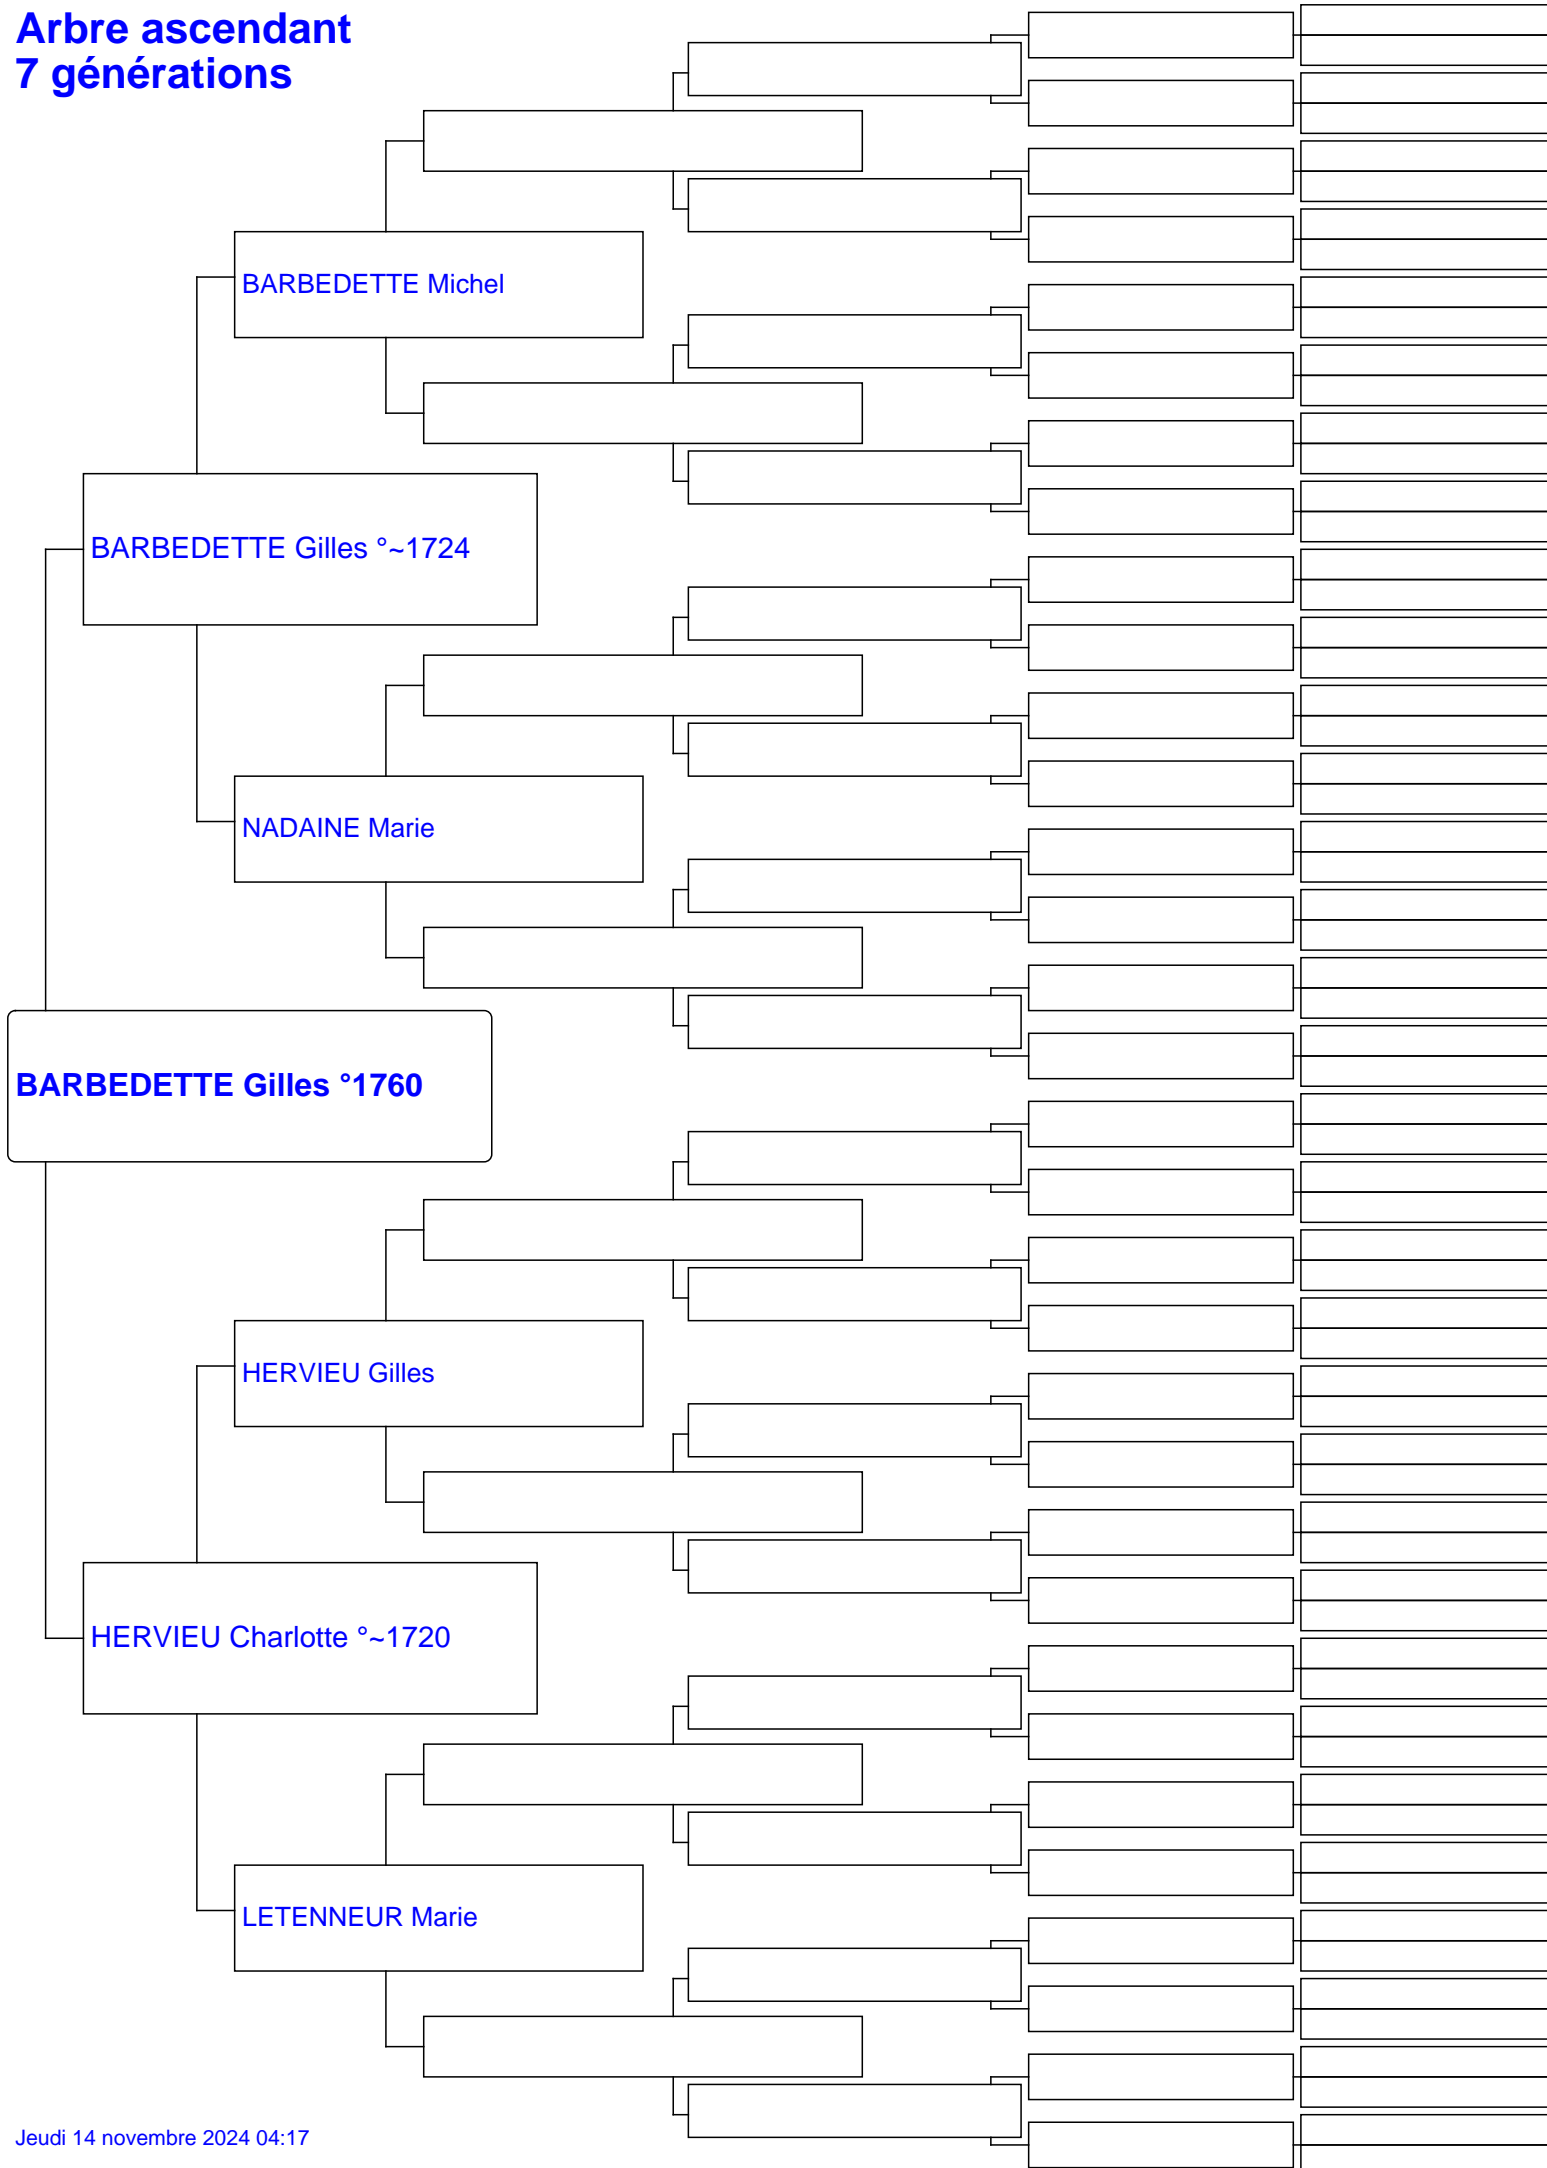 Arbre ascendant
7 générations
BARBEDETTE Michel
BARBEDETTE Gilles °~1724
NADAINE Marie
BARBEDETTE Gilles °1760
HERVIEU Gilles
HERVIEU Charlotte °~1720
LETENNEUR Marie
Jeudi 14 novembre 2024 04:17